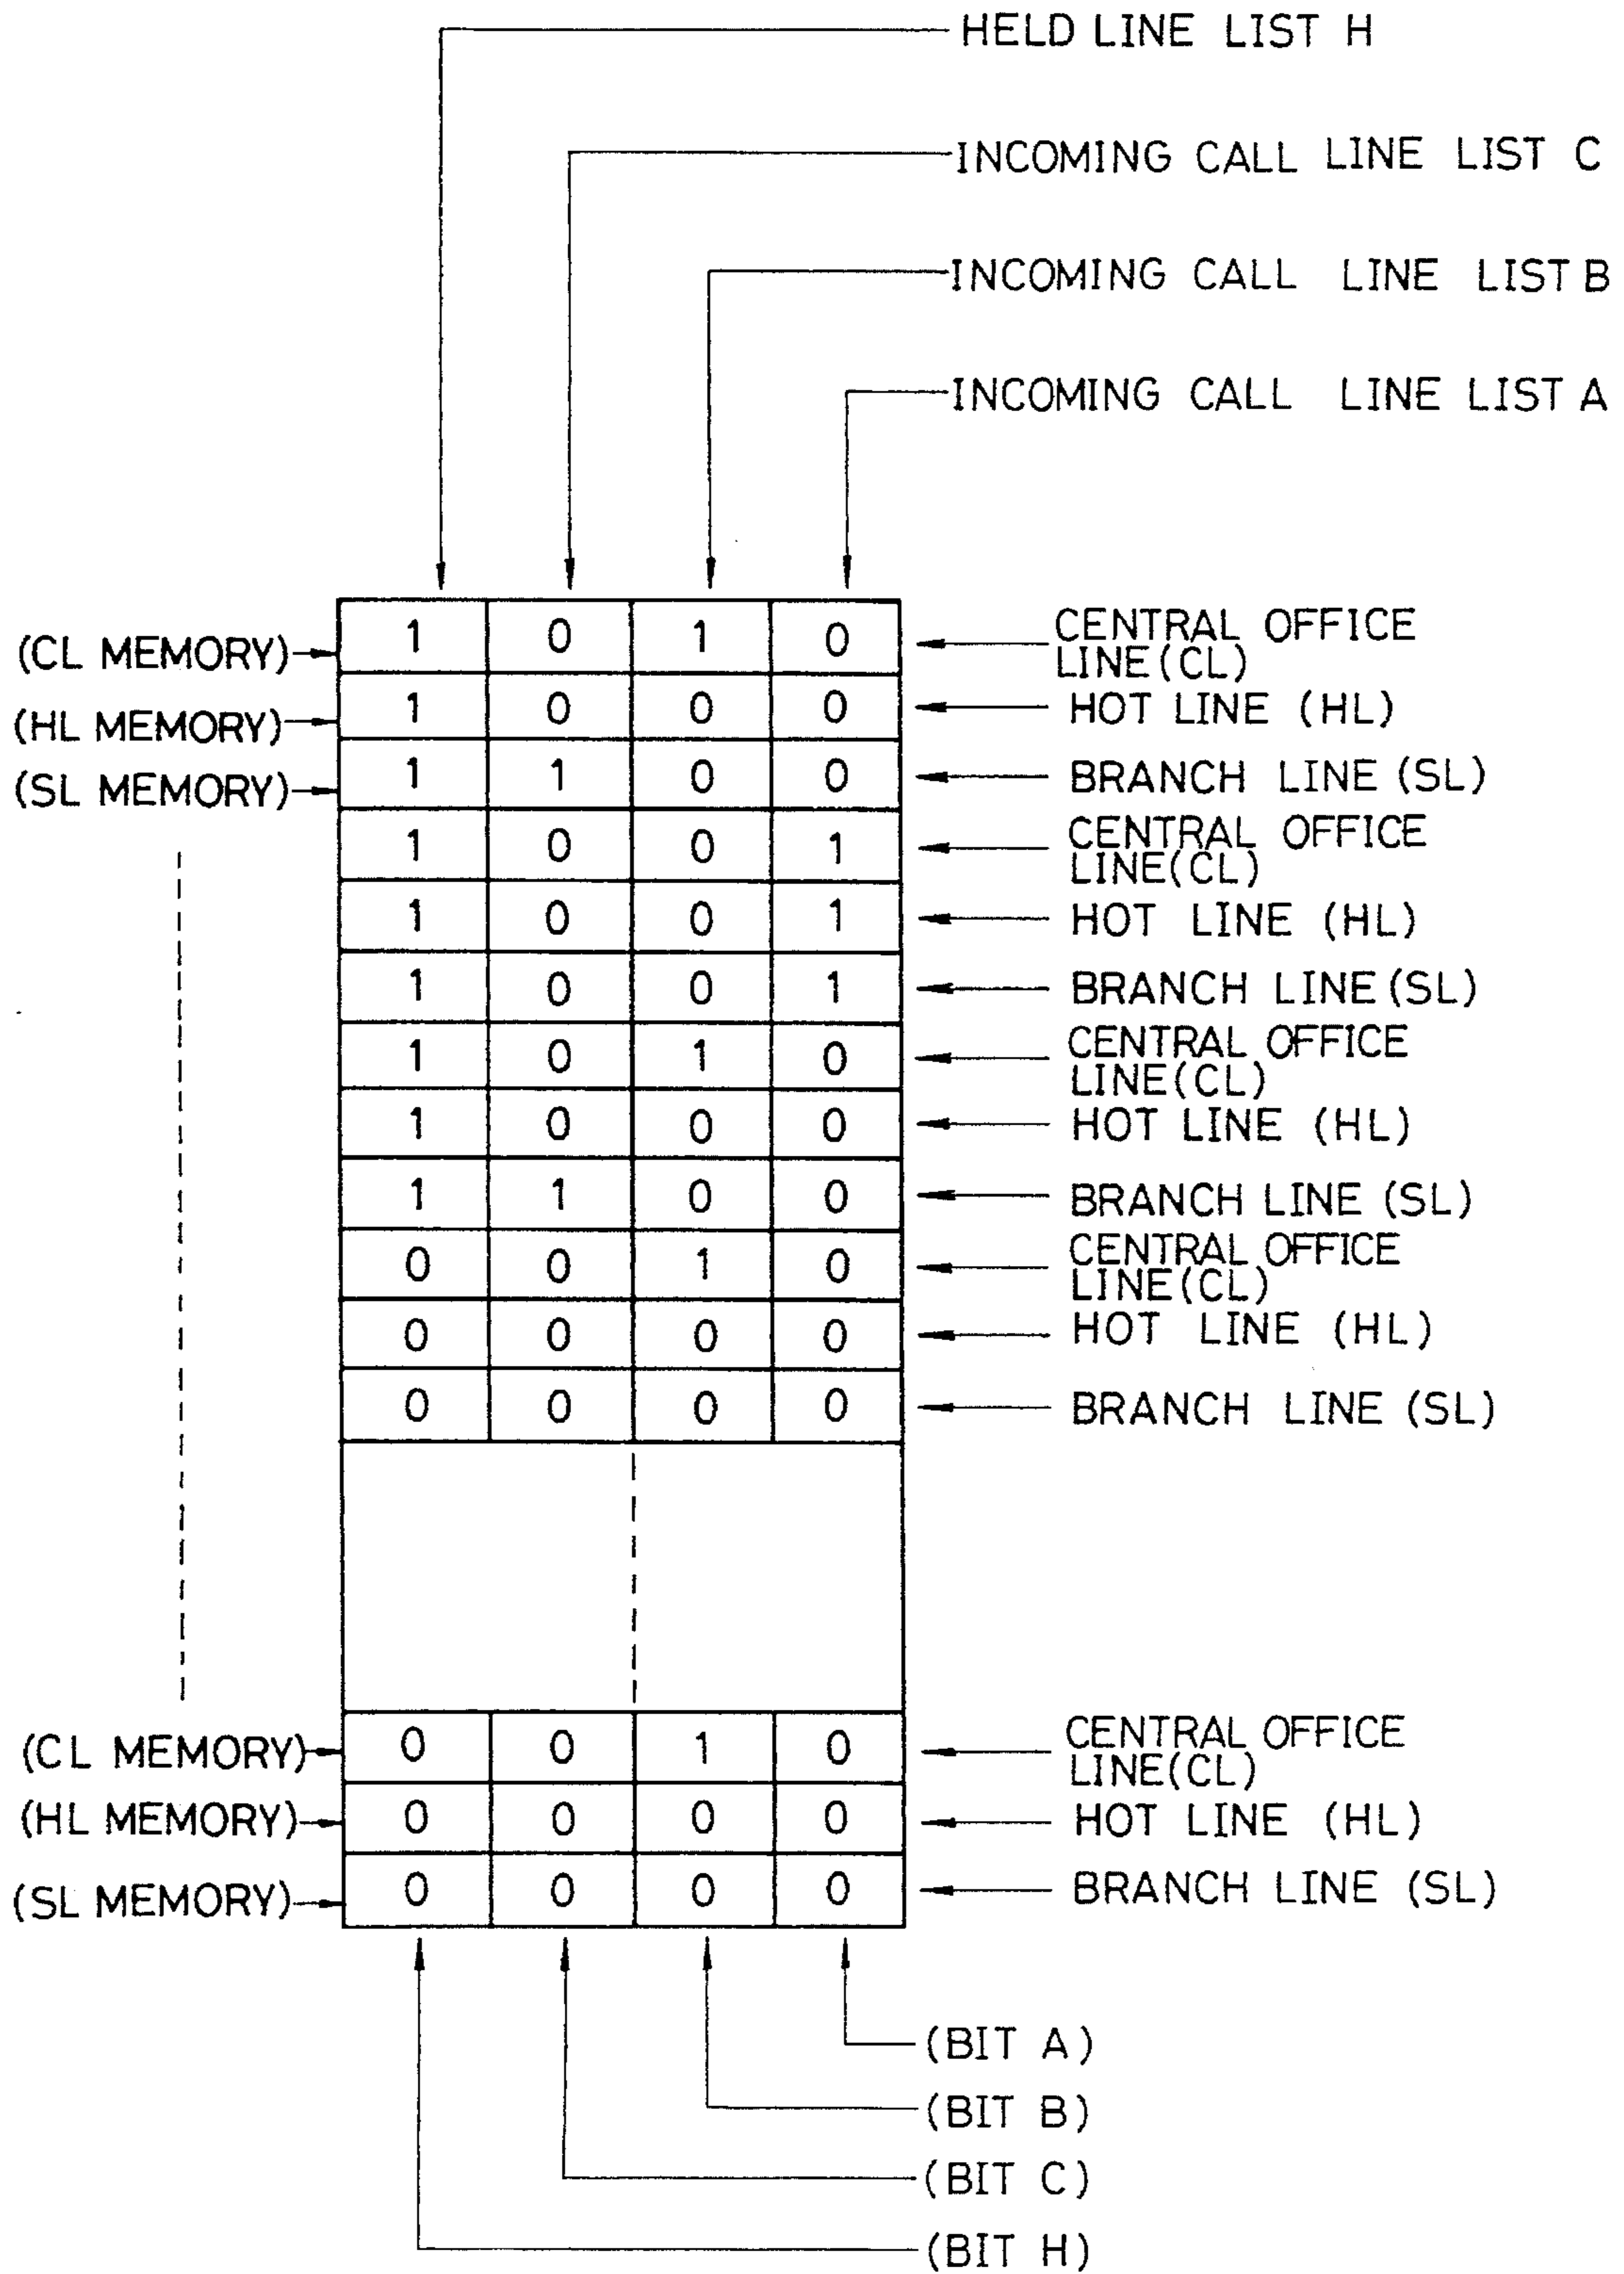 HELD LINE LIST H
INCOMING CALL LINE LIST C
INCOMING CALL LINE LIST B
INCOMING CALL LINE LIST A
(CL MEMORY) 1 0 1 0 CENTRAL OFFICE
LINE(CL)
(HL MEMORY) 1 0 0 0 HOT LINE (HL)
(SL MEMORY) 1 1 0 0 BRANCH LINE (SL)
1 0 0 1 CENTRAL OFFICE
LINE(CL)
1 0 0 1 HOT LINE (HL)
1 0 0 1 BRANCH LINE (SL)
1 0 1 0 CENTRAL OFFICE
LINE(CL)
1 0 0 0 HOT LINE (HL)
1 1 0 0 BRANCH LINE (SL)
0 0 1 0 CENTRAL OFFICE
LINE(CL)
0 0 0 0 HOT LINE (HL)
0 0 0 0 BRANCH LINE (SL)
(CL MEMORY) 0 0 1 0 CENTRAL OFFICE
LINE(CL)
(HL MEMORY) 0 0 0 0 HOT LINE (HL)
(SL MEMORY) 0 0 0 0 BRANCH LINE (SL)
(BIT A)
(BIT B)
(BIT C)
(BIT H)